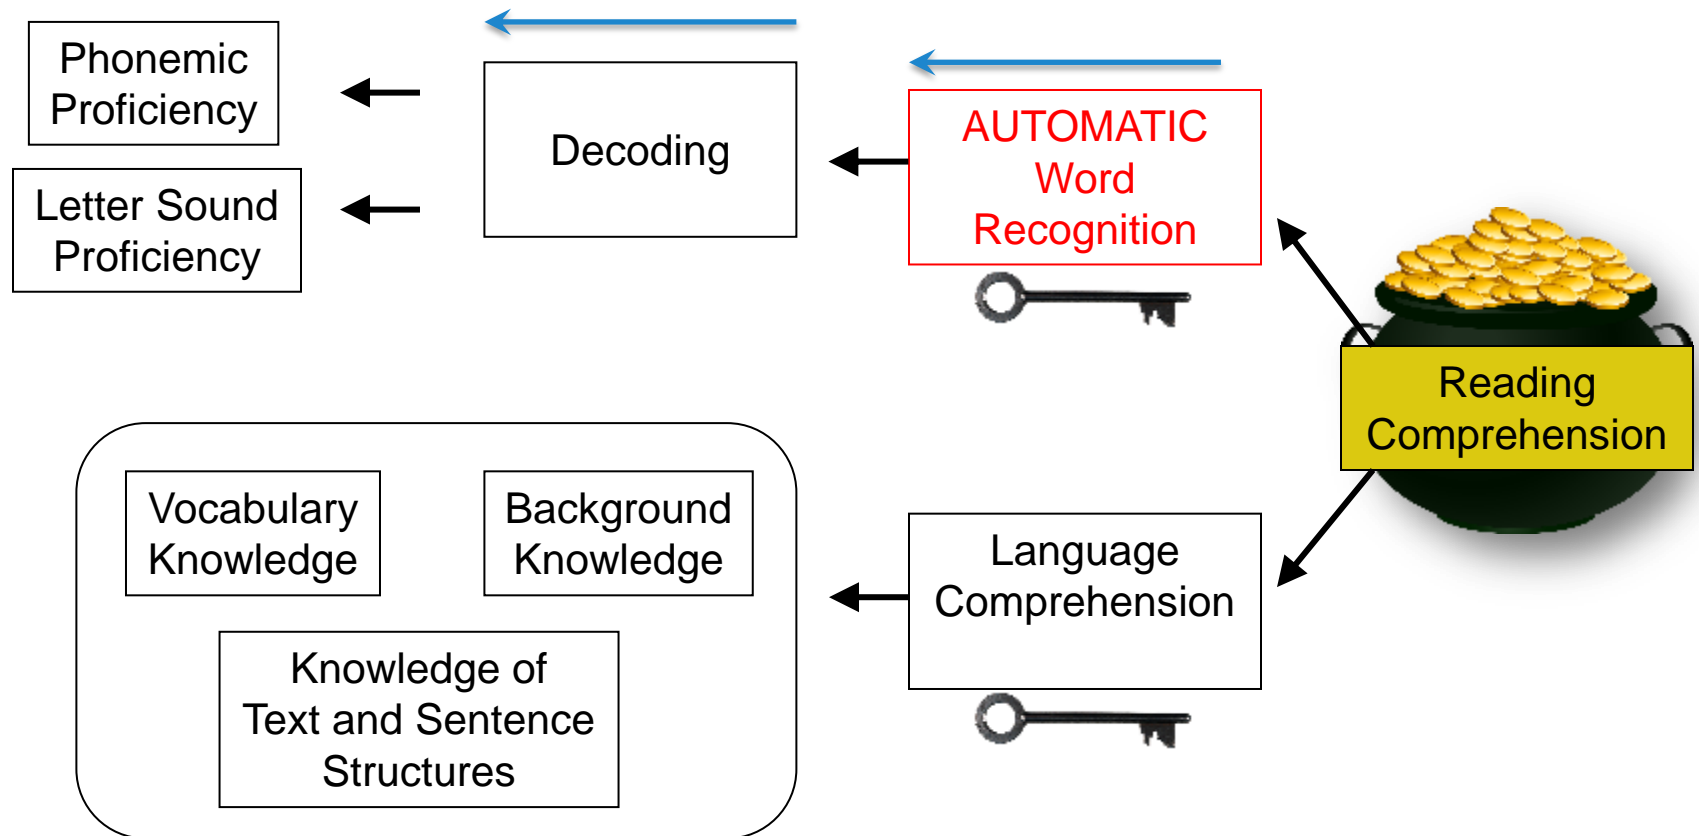 Phonemic
Proficiency
Letter Sound
Proficiency
Decoding
AUTOMATIC
Word
Recognition
Reading
Comprehension
Vocabulary
Knowledge
Background
Knowledge
Knowledge of
Text and Sentence
Structures
Language
Comprehension